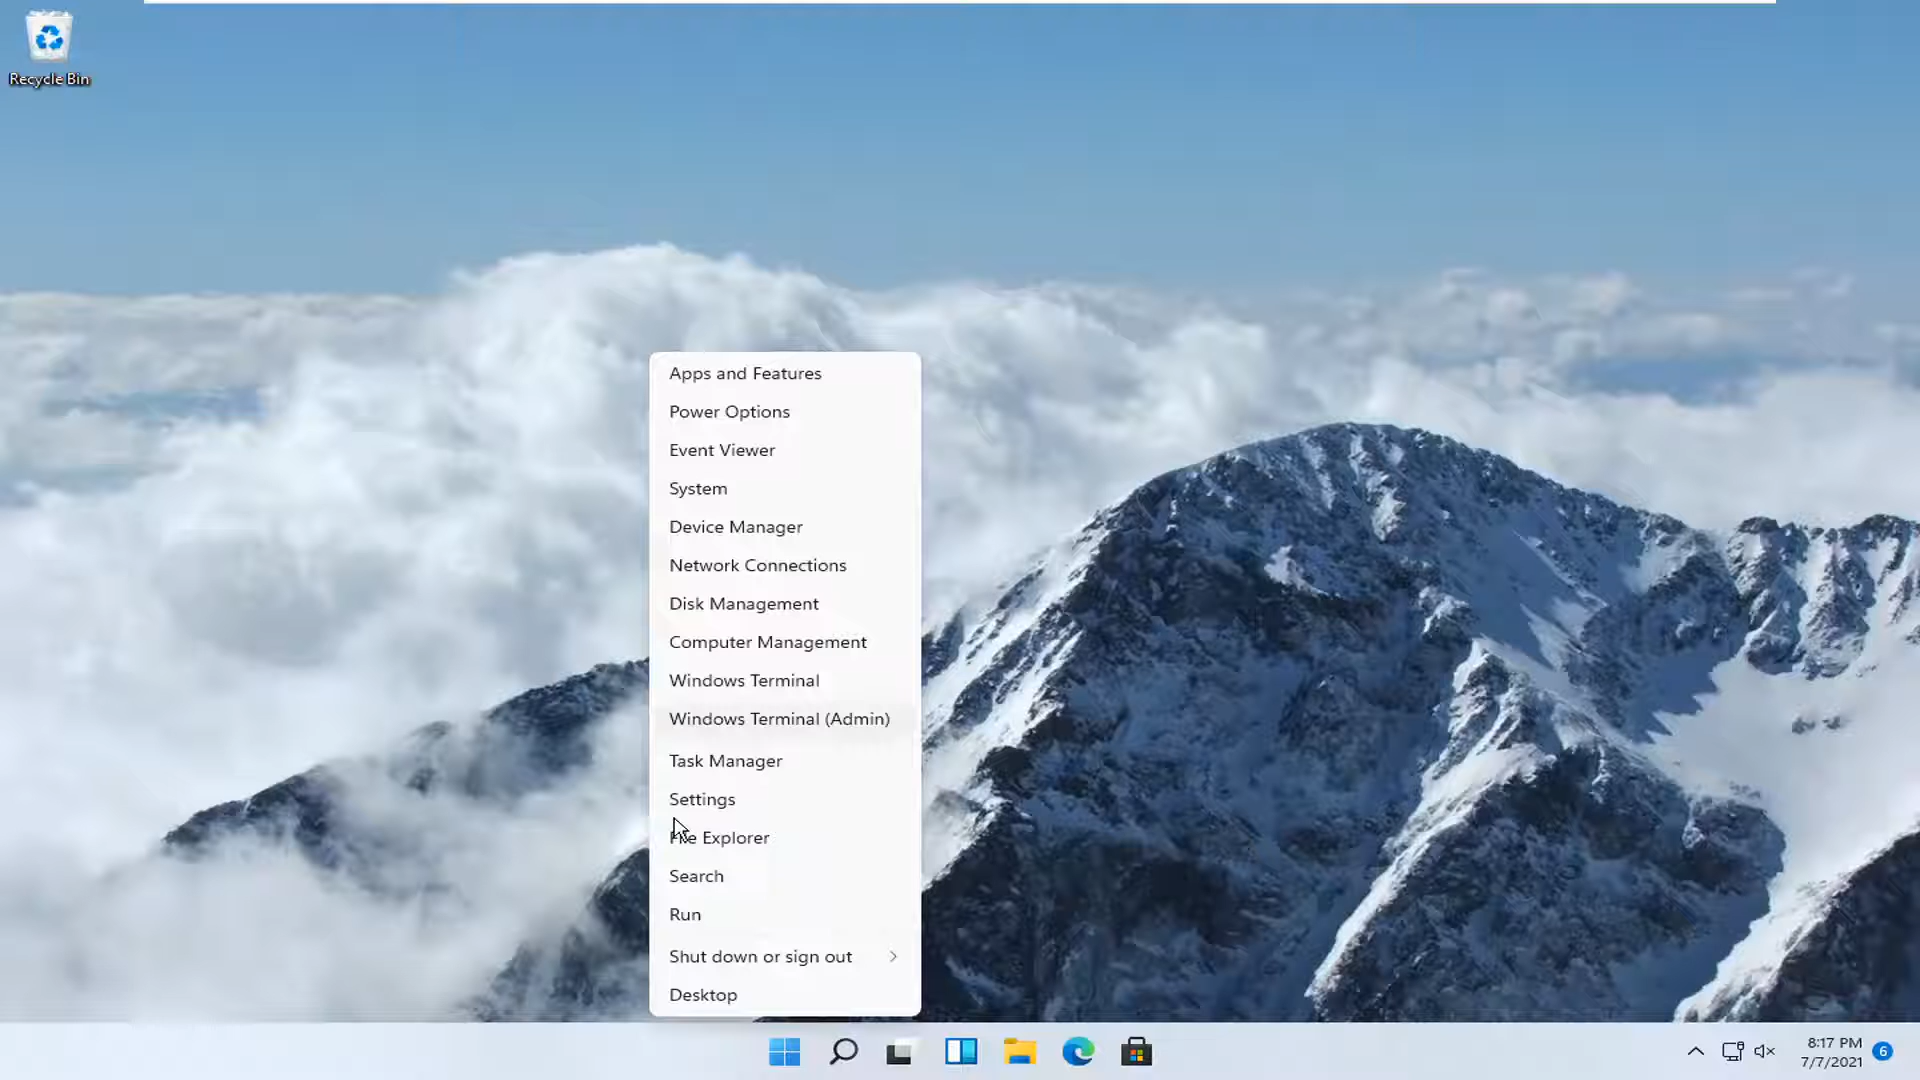 Recycle Bin
Apps and Features
Power Options
Event Viewer
System
Device Manager
Network Connections
Disk Management
Computer Management
Windows Terminal
Windows Terminal (Admin)
Task Manager
Settings
File Explorer
Search
Run
Shut down or sign out
Desktop
8:17 PM
7/7/2021
6